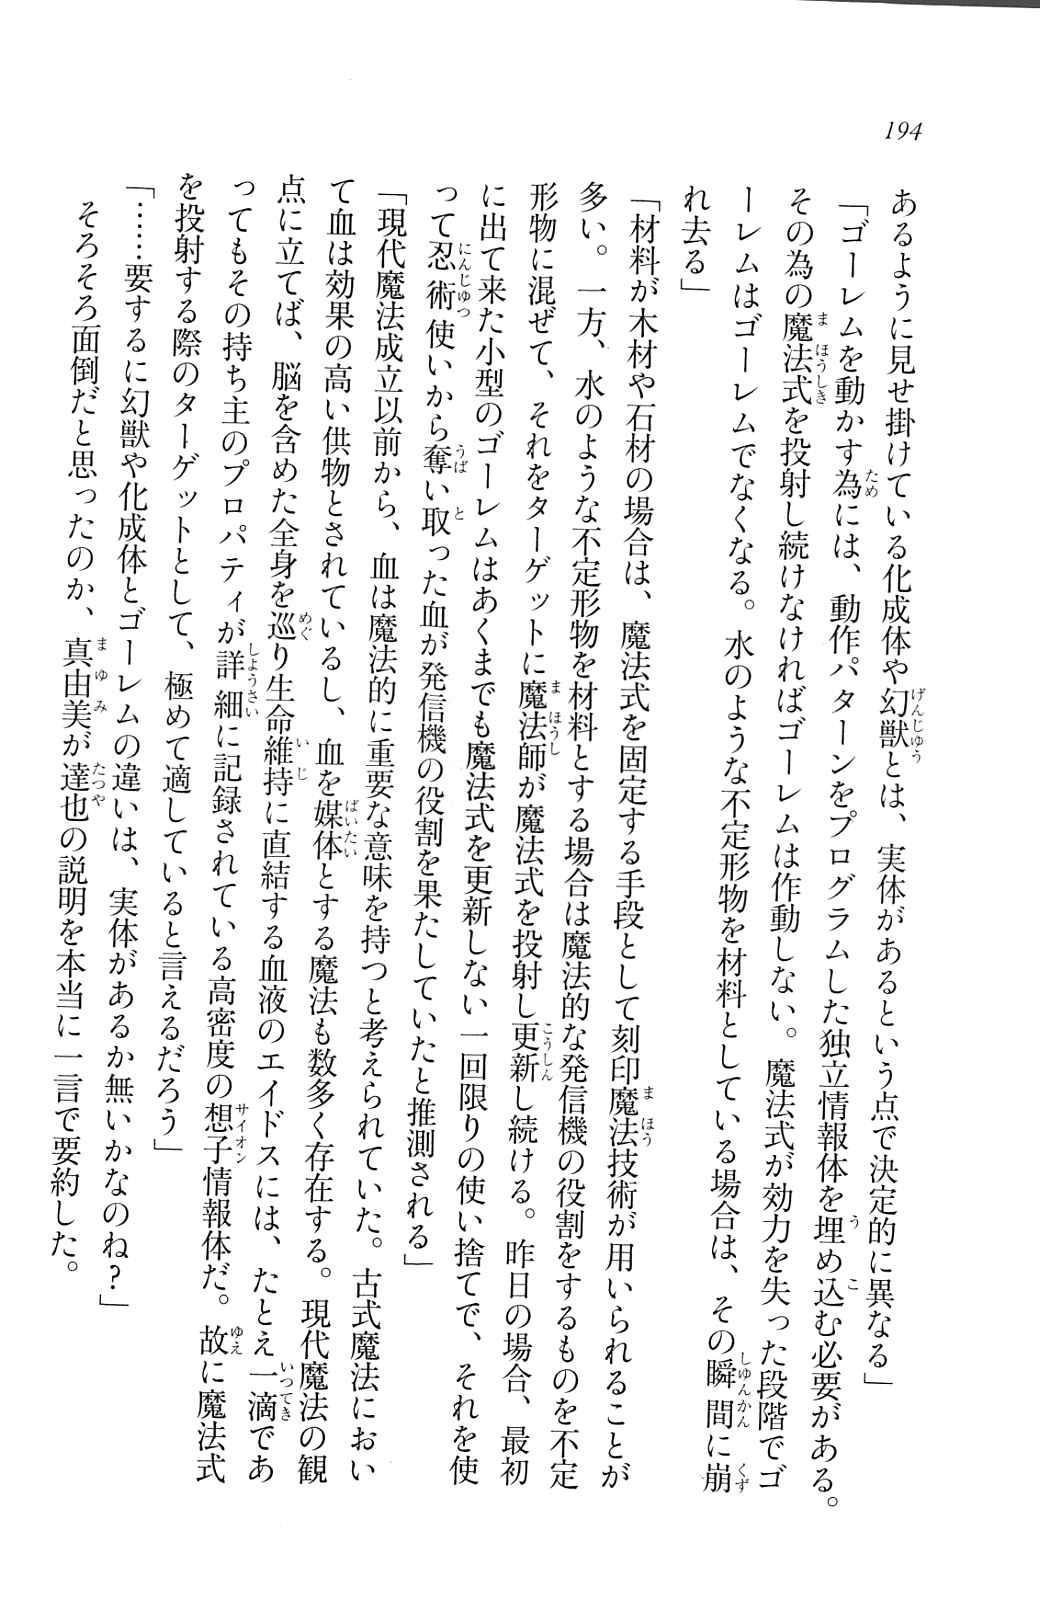 194
あるように見せ掛けている化成体や幻獣とは、実体があるという点で決定的に異なる」
「ゴーレムを動かす為には、動作パターンをプログラムした独立情報体を埋め込む必要がある。
その為の魔法式を投射し続けなければゴーレムは作動しない。魔法式が効力を失った段階でゴ
ーレムはゴーレムでなくなる。水のような不定形物を材料としている場合は、その瞬間に崩
れ去る」
「材料が木材や石材の場合は、魔法式を固定する手段として刻印魔法技術が用いられることが
多い。一方、水のような不定形物を材料とする場合は魔法的な発信機の役割をするものを不定
形物に混ぜて、それをターゲットに魔法師が魔法式を投射し更新し続ける。昨日の場合、最初
に出て来た小型のゴーレムはあくまでも魔法式を更新しない一回限りの使い捨てで、それを使
って忍術使いから奪い取った血が発信機の役割を果たしていたと推測される」
「現代魔法成立以前から、血は魔法的に重要な意味を持つと考えられていた。古式魔法におい
て血は効果の高い供物とされているし、血を媒体とする魔法も数多く存在する。現代魔法の観
点に立てば、脳を含めた全身を巡り生命維持に直結する血液のエイドスには、たとえ一滴であ
ってもその持ち主のプロパティが詳細に記録されている高密度の想子情報体だ。故に魔法式
を投射する際のターゲットとして、極めて適していると言えるだろう」
「……要するに幻獣や化成体とゴーレムの違いは、実体があるか無いかなのね?」
そろそろ面倒だと思ったのか、真由美が達也の説明を本当に一言で要約した。